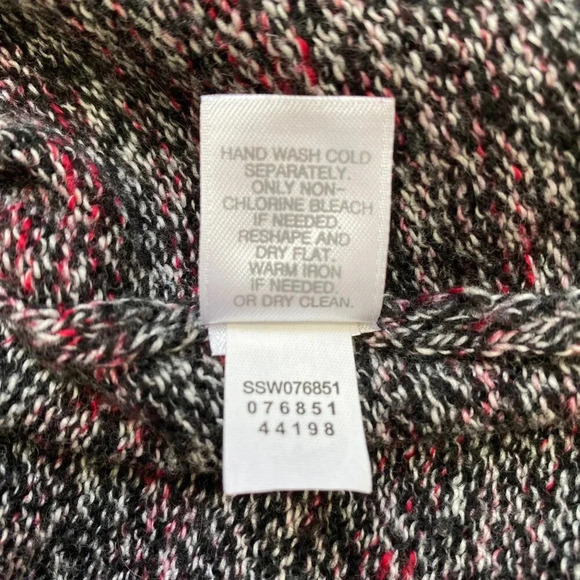 HAND WASH COLD
SEPARATELY.
ONLY NON-
CHLORINE BLEACH
IF NEEDED,
RESHAPE AND
DRY FLAT.
WARM IRON
IF NEEDED.
OR DRY CLEAN.
SSW076851
076851
44198